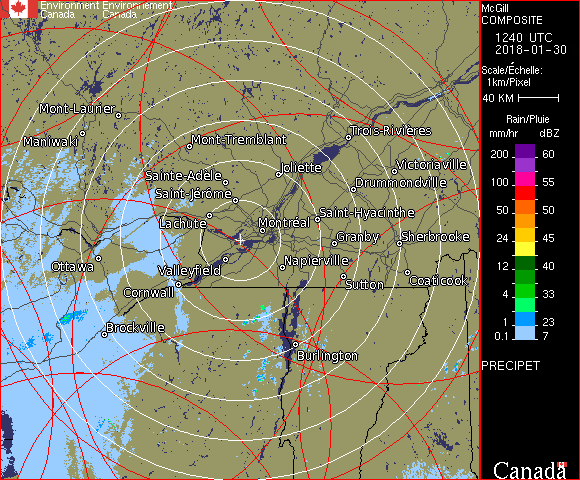 Environment Environnement
Canada Canada
McGill
COMPOSITE
1240 UTC
2018-01-30
Scale/Échelle:
1km/Pixel
40 KM
Rain/Pluie
mm/hr dBZ
200 60
100 55
50 50
24 45
12 40
4 33
1 23
0.1 7
PRECIPET
Mont-Laurier
Maniwaki
Mont-Tremblant
Trois-Rivières
Joliette
Victoriaville
Sainte-Adèle
Drummondville
Saint-Jérôme
Saint-Hyacinthe
Lachute
Montréal
Granby
Sherbrooke
Ottawa
Valleyfield
Napierville
Cornwall
Sutton
Coaticook
Brockville
Burlington
Canada